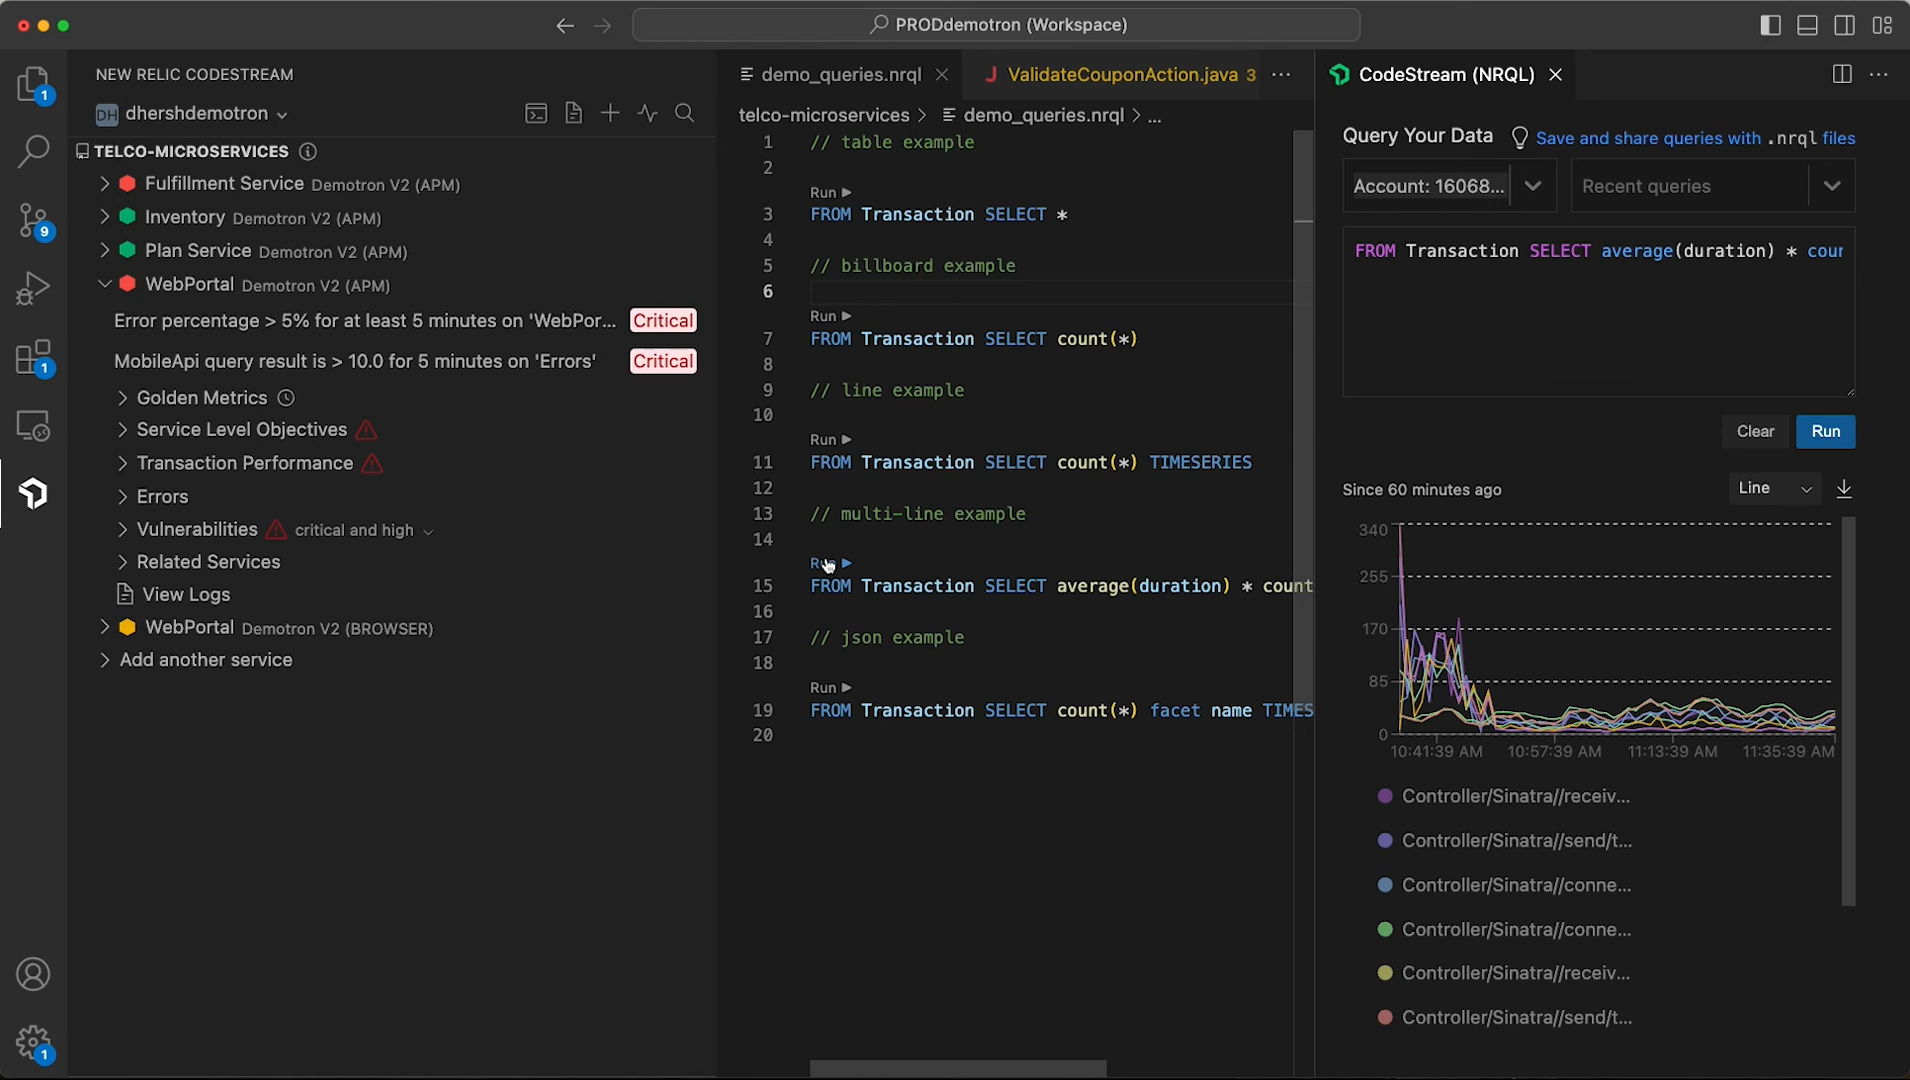 PRODdemotron (Workspace)
NEW RELIC CODESTREAM
DH dhershdemotron
TELCO-MICROSERVICES
Fulfillment Service Demotron V2 (APM)
Inventory Demotron V2 (APM)
Plan Service Demotron V2 (APM)
WebPortal Demotron V2 (APM)
Error percentage > 5% for at least 5 minutes on 'WebPor... Critical
MobileApi query result is > 10.0 for 5 minutes on 'Errors' Critical
Golden Metrics
Service Level Objectives
Transaction Performance
Errors
Vulnerabilities critical and high
Related Services
View Logs
WebPortal Demotron V2 (BROWSER)
Add another service
1
9
1
1
demo_queries.nrql ValidateCouponAction.java 3 ...
telco-microservices > demo_queries.nrql > ...
1 // table example
2
Run
3 FROM Transaction SELECT *
4
5 // billboard example
6
Run
7 FROM Transaction SELECT count(*)
8
9 // line example
10
Run
11 FROM Transaction SELECT count(*) TIMESERIES
12
13 // multi-line example
14
Run
15 FROM Transaction SELECT average(duration) * count
16
17 // json example
18
Run
19 FROM Transaction SELECT count(*) facet name TIMES
20
CodeStream (NRQL)
Query Your Data Save and share queries with .nrql files
Account: 16068... Recent queries
FROM Transaction SELECT average(duration) * cour
Clear Run
Since 60 minutes ago Line
340
255
170
85
0
10:41:39 AM 10:57:39 AM 11:13:39 AM 11:35:39 AM
Controller/Sinatra//receiv...
Controller/Sinatra//send/t...
Controller/Sinatra//conne...
Controller/Sinatra//conne...
Controller/Sinatra//receiv...
Controller/Sinatra//send/t...